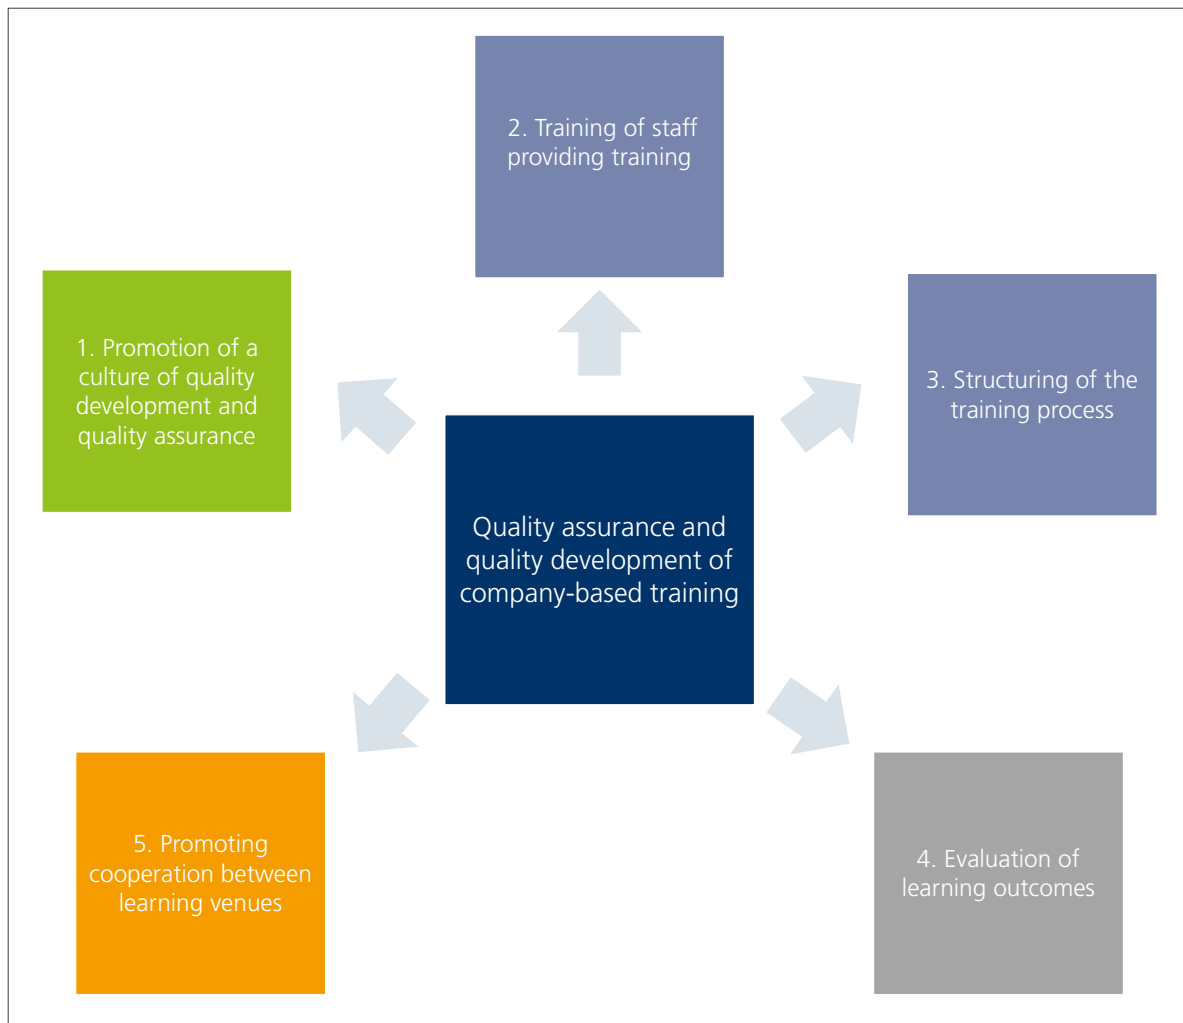 2. Training of staff
providing training
1. Promotion of a
culture of quality
development and
quality assurance
3. Structuring of the
training process
Quality assurance and
quality development of
company-based training
5. Promoting
cooperation between
learning venues
4. Evaluation of
learning outcomes